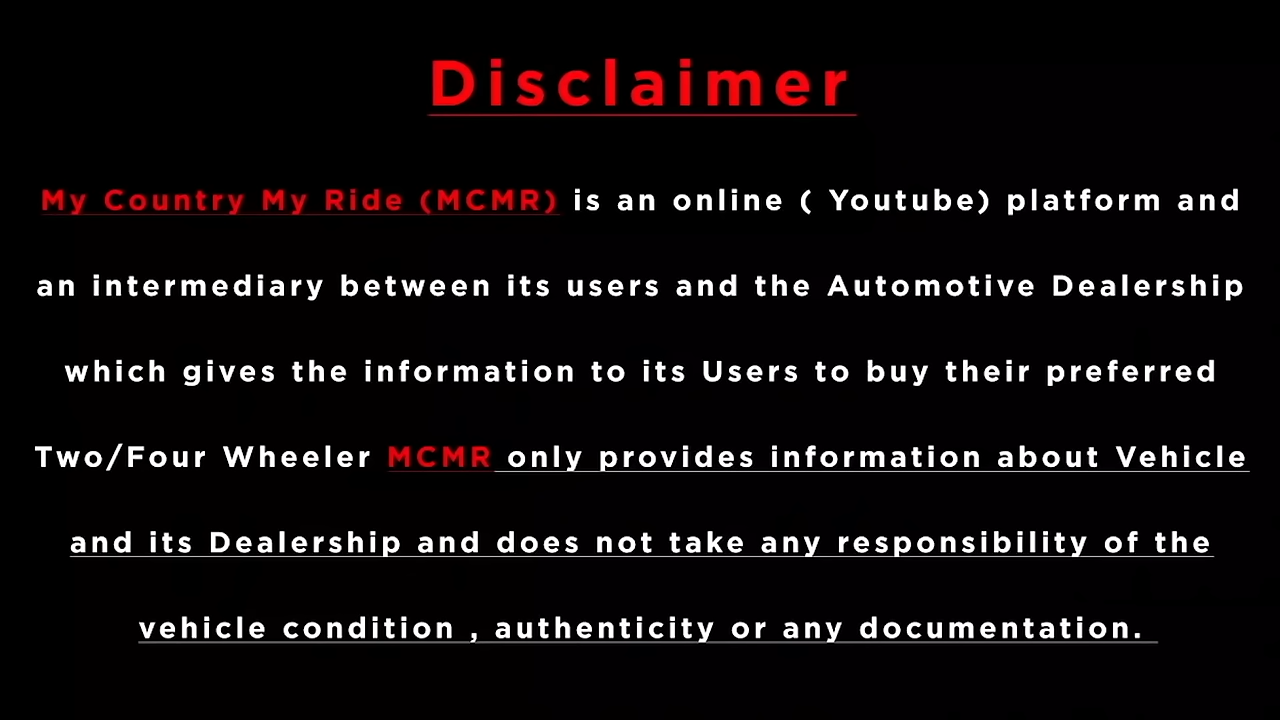 Disclaimer
My Country My Ride (MCMR) is an online ( Youtube) platform and
an intermediary between its users and the Automotive Dealership
which gives the information to its Users to buy their preferred
Two/Four Wheeler MCMR only provides information about Vehicle
and its Dealership and does not take any responsibility of the
vehicle condition , authenticity or any documentation.